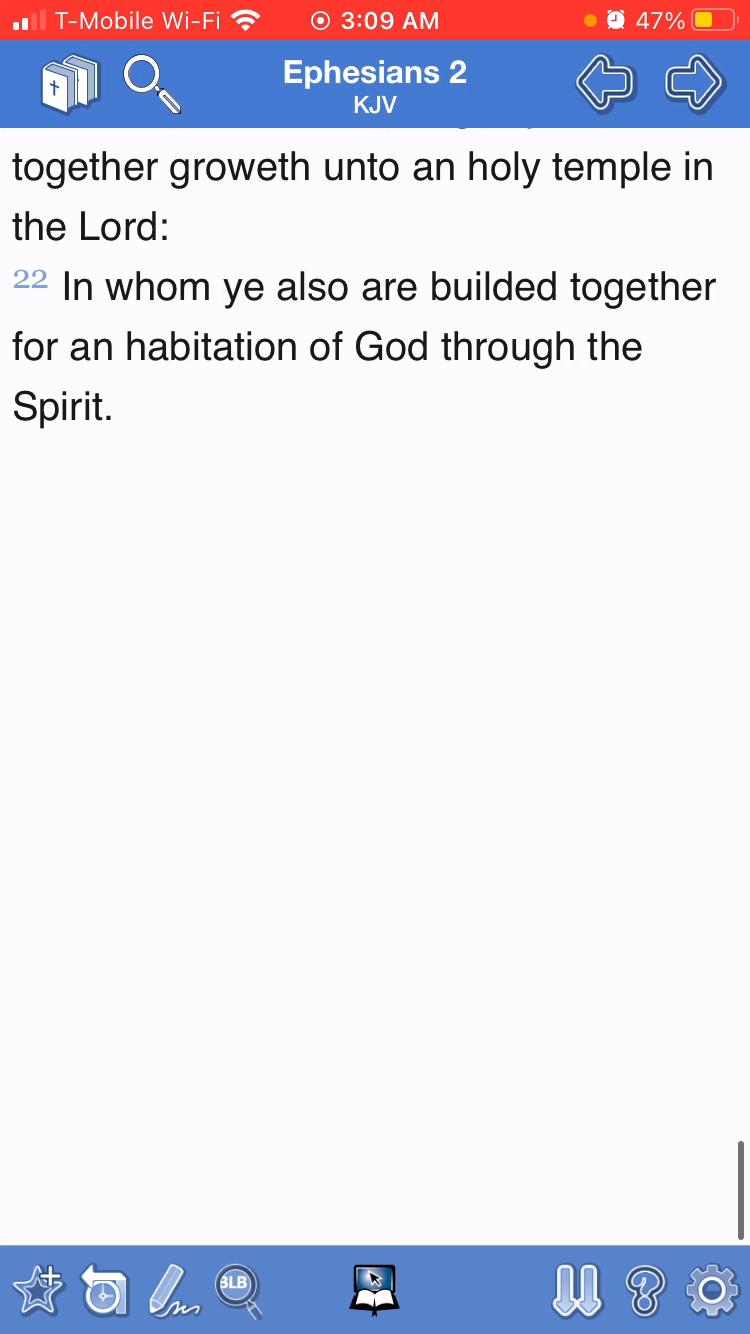 T-Mobile Wi-Fi 3:09 AM 47%
Ephesians 2
KJV
together groweth unto an holy temple in
the Lord:
22 In whom ye also are builded together
for an habitation of God through the
Spirit.
BLB